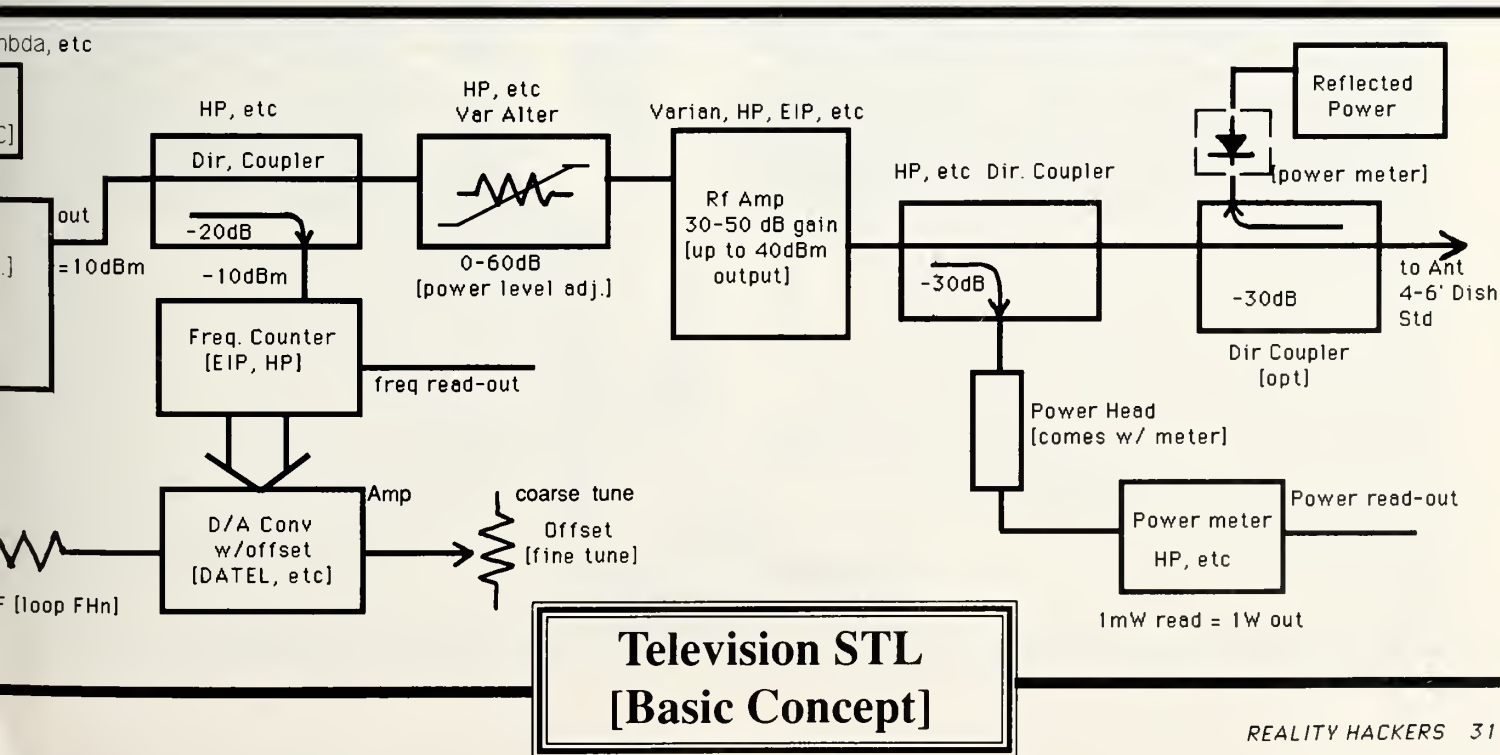 nbda, etc
C]
.]
out
=10dBm
HP, etc
Dir, Coupler
-20dB
-10dBm
Freq. Counter
[EIP, HP]
freq read-out
HP, etc
Var Alter
0-60dB
[power level adj.]
Varian, HP, EIP, etc
Rf Amp
30-50 dB gain
[up to 40dBm
output]
HP, etc Dir. Coupler
-30dB
Reflected
Power
[power meter]
-30dB
Dir Coupler
[opt]
to Ant
4-6' Dish
Std
Power Head
[comes w/ meter]
Power meter
HP, etc
Power read-out
1mW read = 1W out
Amp
D/A Conv
w/offset
[DATEL, etc]
coarse tune
Offset
[fine tune]
F [loop FHn]
Television STL
[Basic Concept]
REALITY HACKERS 31